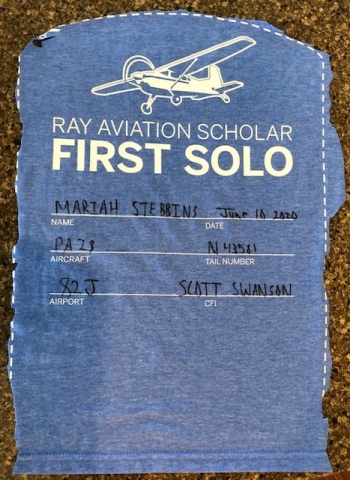 RAY AVIATION SCHOLAR
FIRST SOLO
MARIAH STEBBINS JUNE 10 2020
NAME DATE
PA28
AIRCRAFT TAIL NUMBER
82J SCOTT SWANSON
AIRPORT CFI